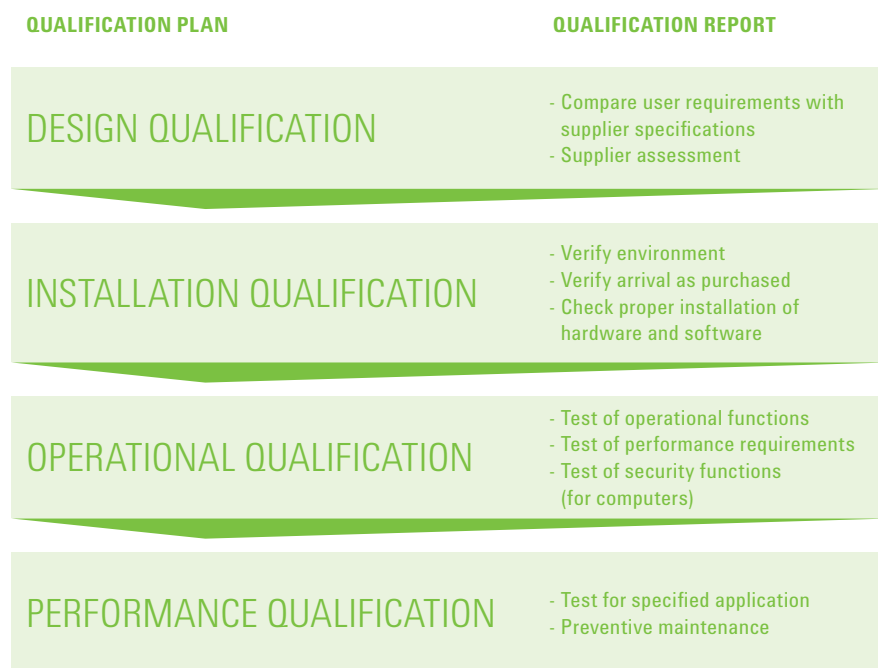 QUALIFICATION PLAN
QUALIFICATION REPORT
DESIGN QUALIFICATION
- Compare user requirements with
supplier specifications
- Supplier assessment
INSTALLATION QUALIFICATION
- Verify environment
- Verify arrival as purchased
- Check proper installation of
hardware and software
OPERATIONAL QUALIFICATION
- Test of operational functions
- Test of performance requirements
- Test of security functions
(for computers)
PERFORMANCE QUALIFICATION
- Test for specified application
- Preventive maintenance